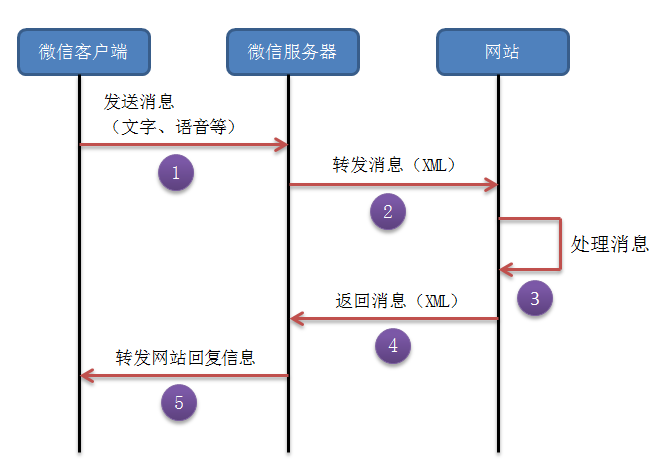 微信客户端
微信服务器
网站
发送消息
（文字、语音等）
1
转发消息（XML）
2
处理消息
3
返回消息（XML）
4
转发网站回复信息
5